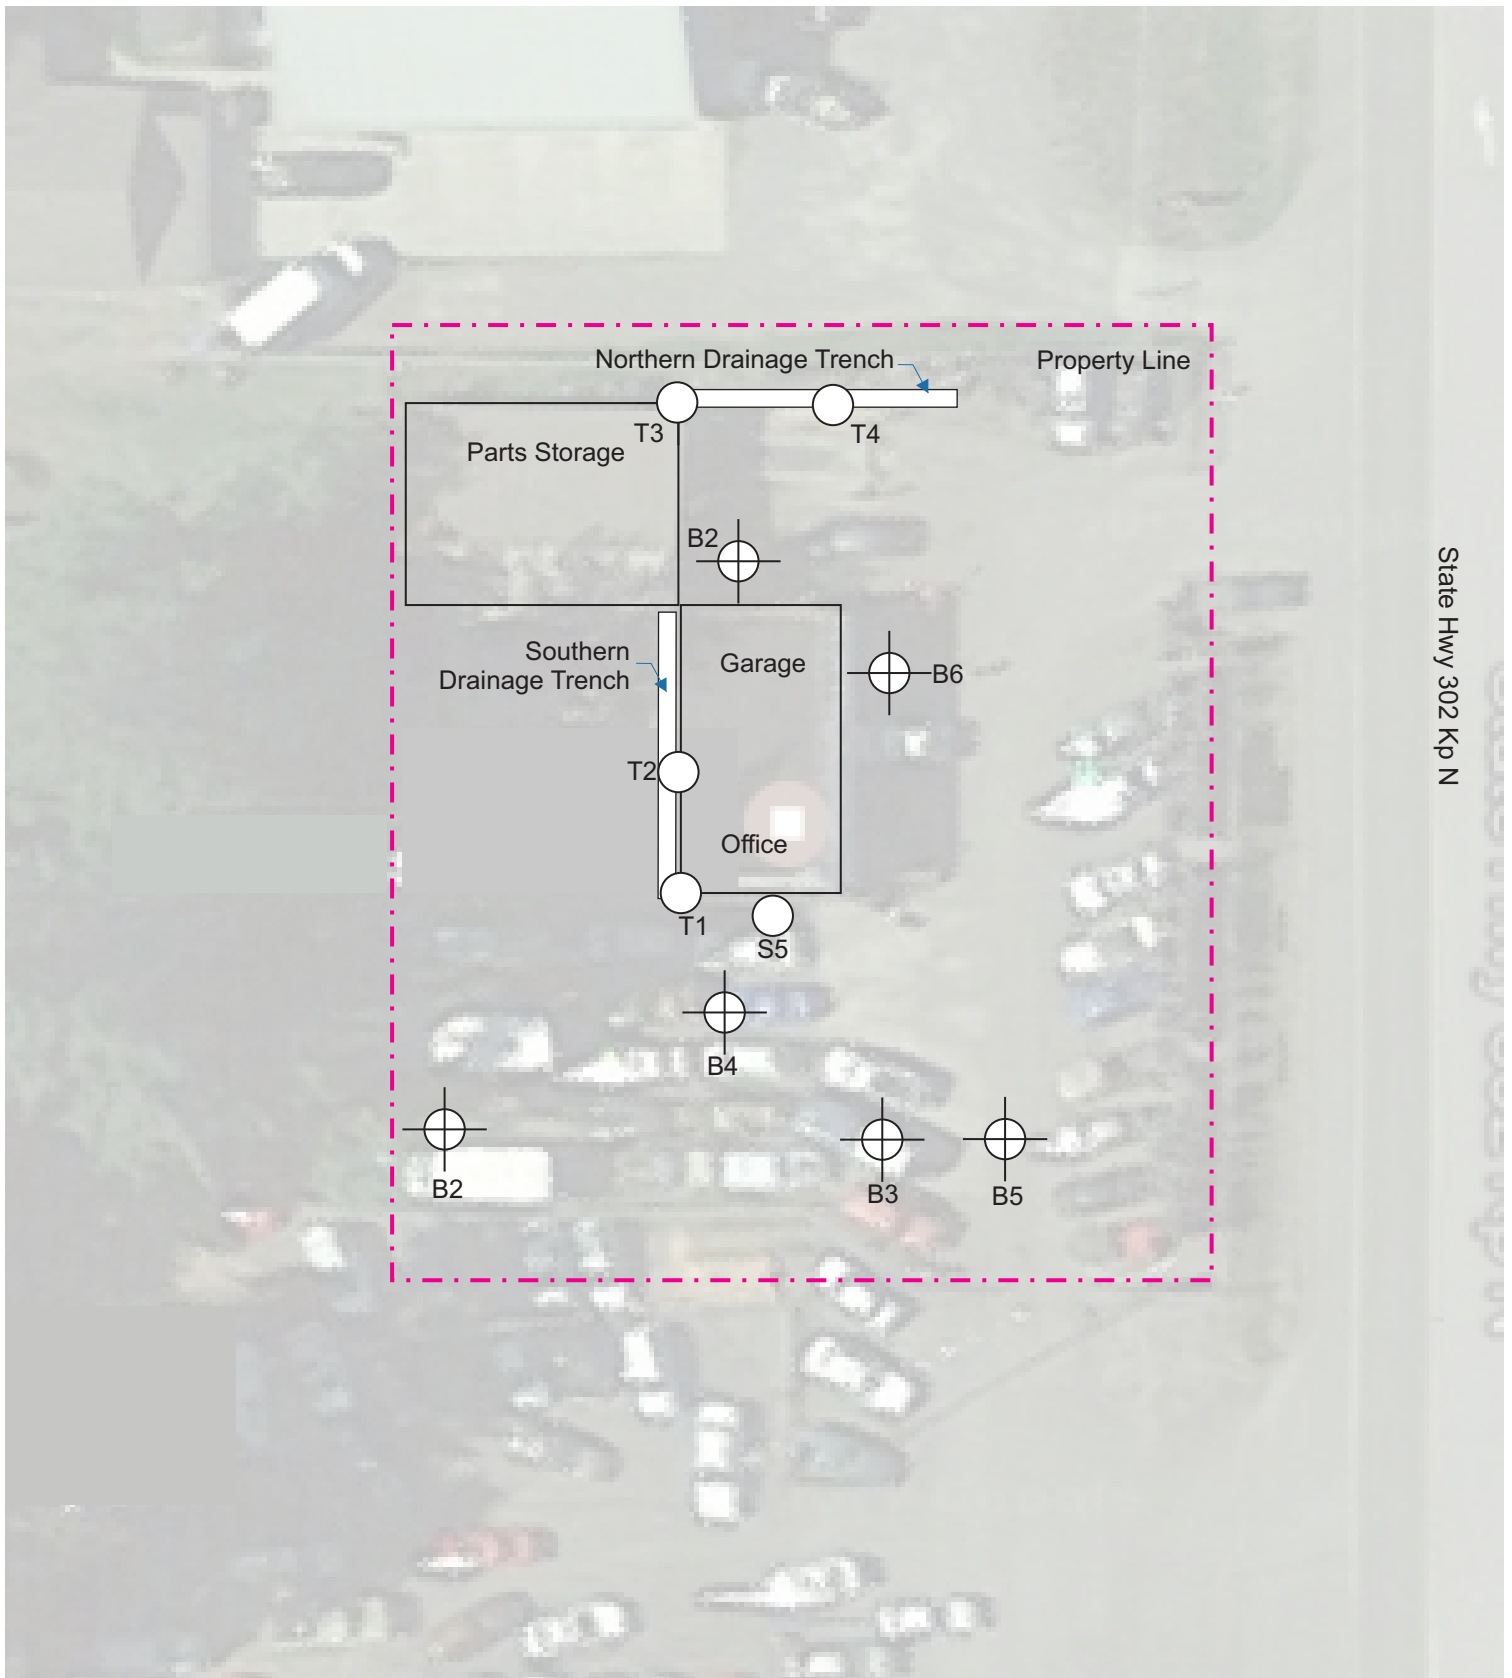 Northern Drainage Trench
Property Line
T3
T4
Parts Storage
B2
Southern
Drainage Trench
Garage
B6
State Hwy 302 Kp N
T2
Office
T1
S5
B4
B2
B3
B5